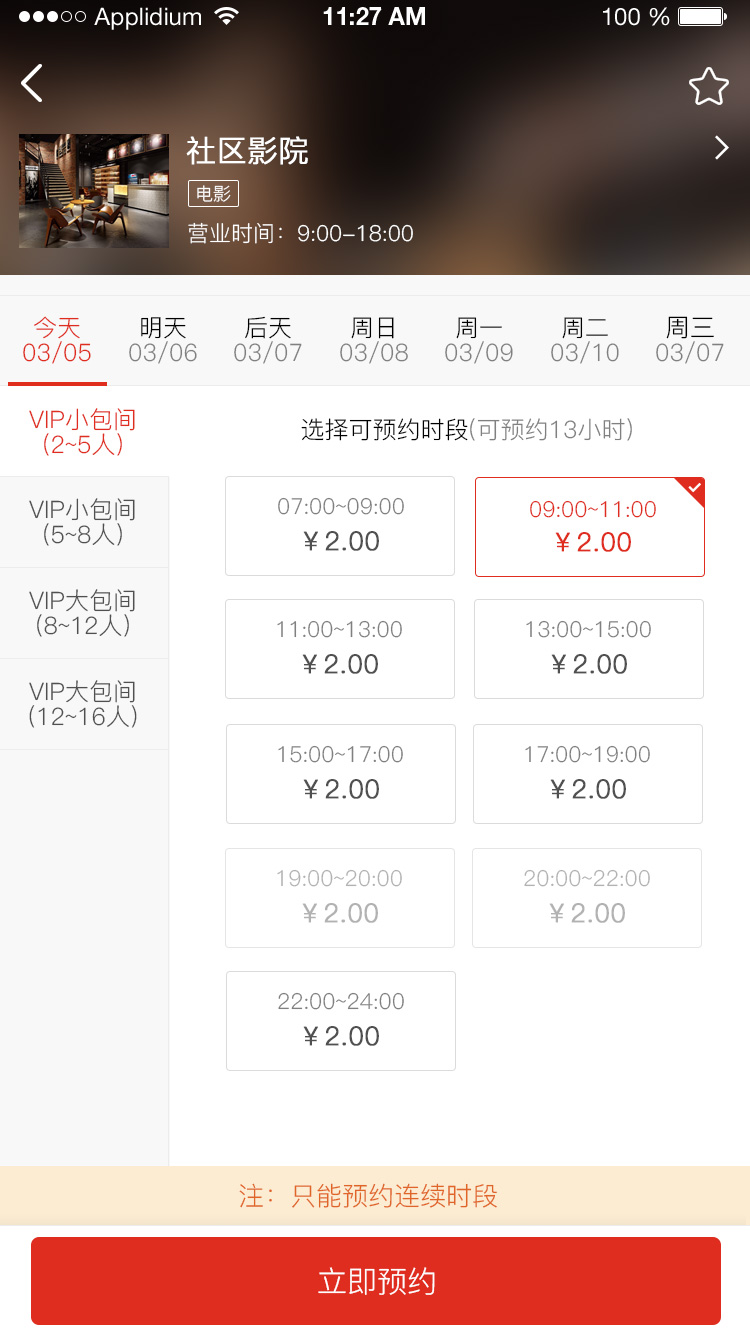 Applidium 11:27 AM 100 %
社区影院
电影
营业时间：9:00–18:00
今天 明天 后天 周日 周一 周二 周三
03/05 03/06 03/07 03/08 03/09 03/10 03/07
VIP小包间
(2~5人)
选择可预约时段(可预约13小时)
VIP小包间
(5~8人)
VIP大包间
(8~12人)
VIP大包间
(12~16人)
07:00~09:00 09:00~11:00
¥ 2.00 ¥ 2.00
11:00~13:00 13:00~15:00
¥ 2.00 ¥ 2.00
15:00~17:00 17:00~19:00
¥ 2.00 ¥ 2.00
19:00~20:00 20:00~22:00
¥ 2.00 ¥ 2.00
22:00~24:00
¥ 2.00
注：只能预约连续时段
立即预约